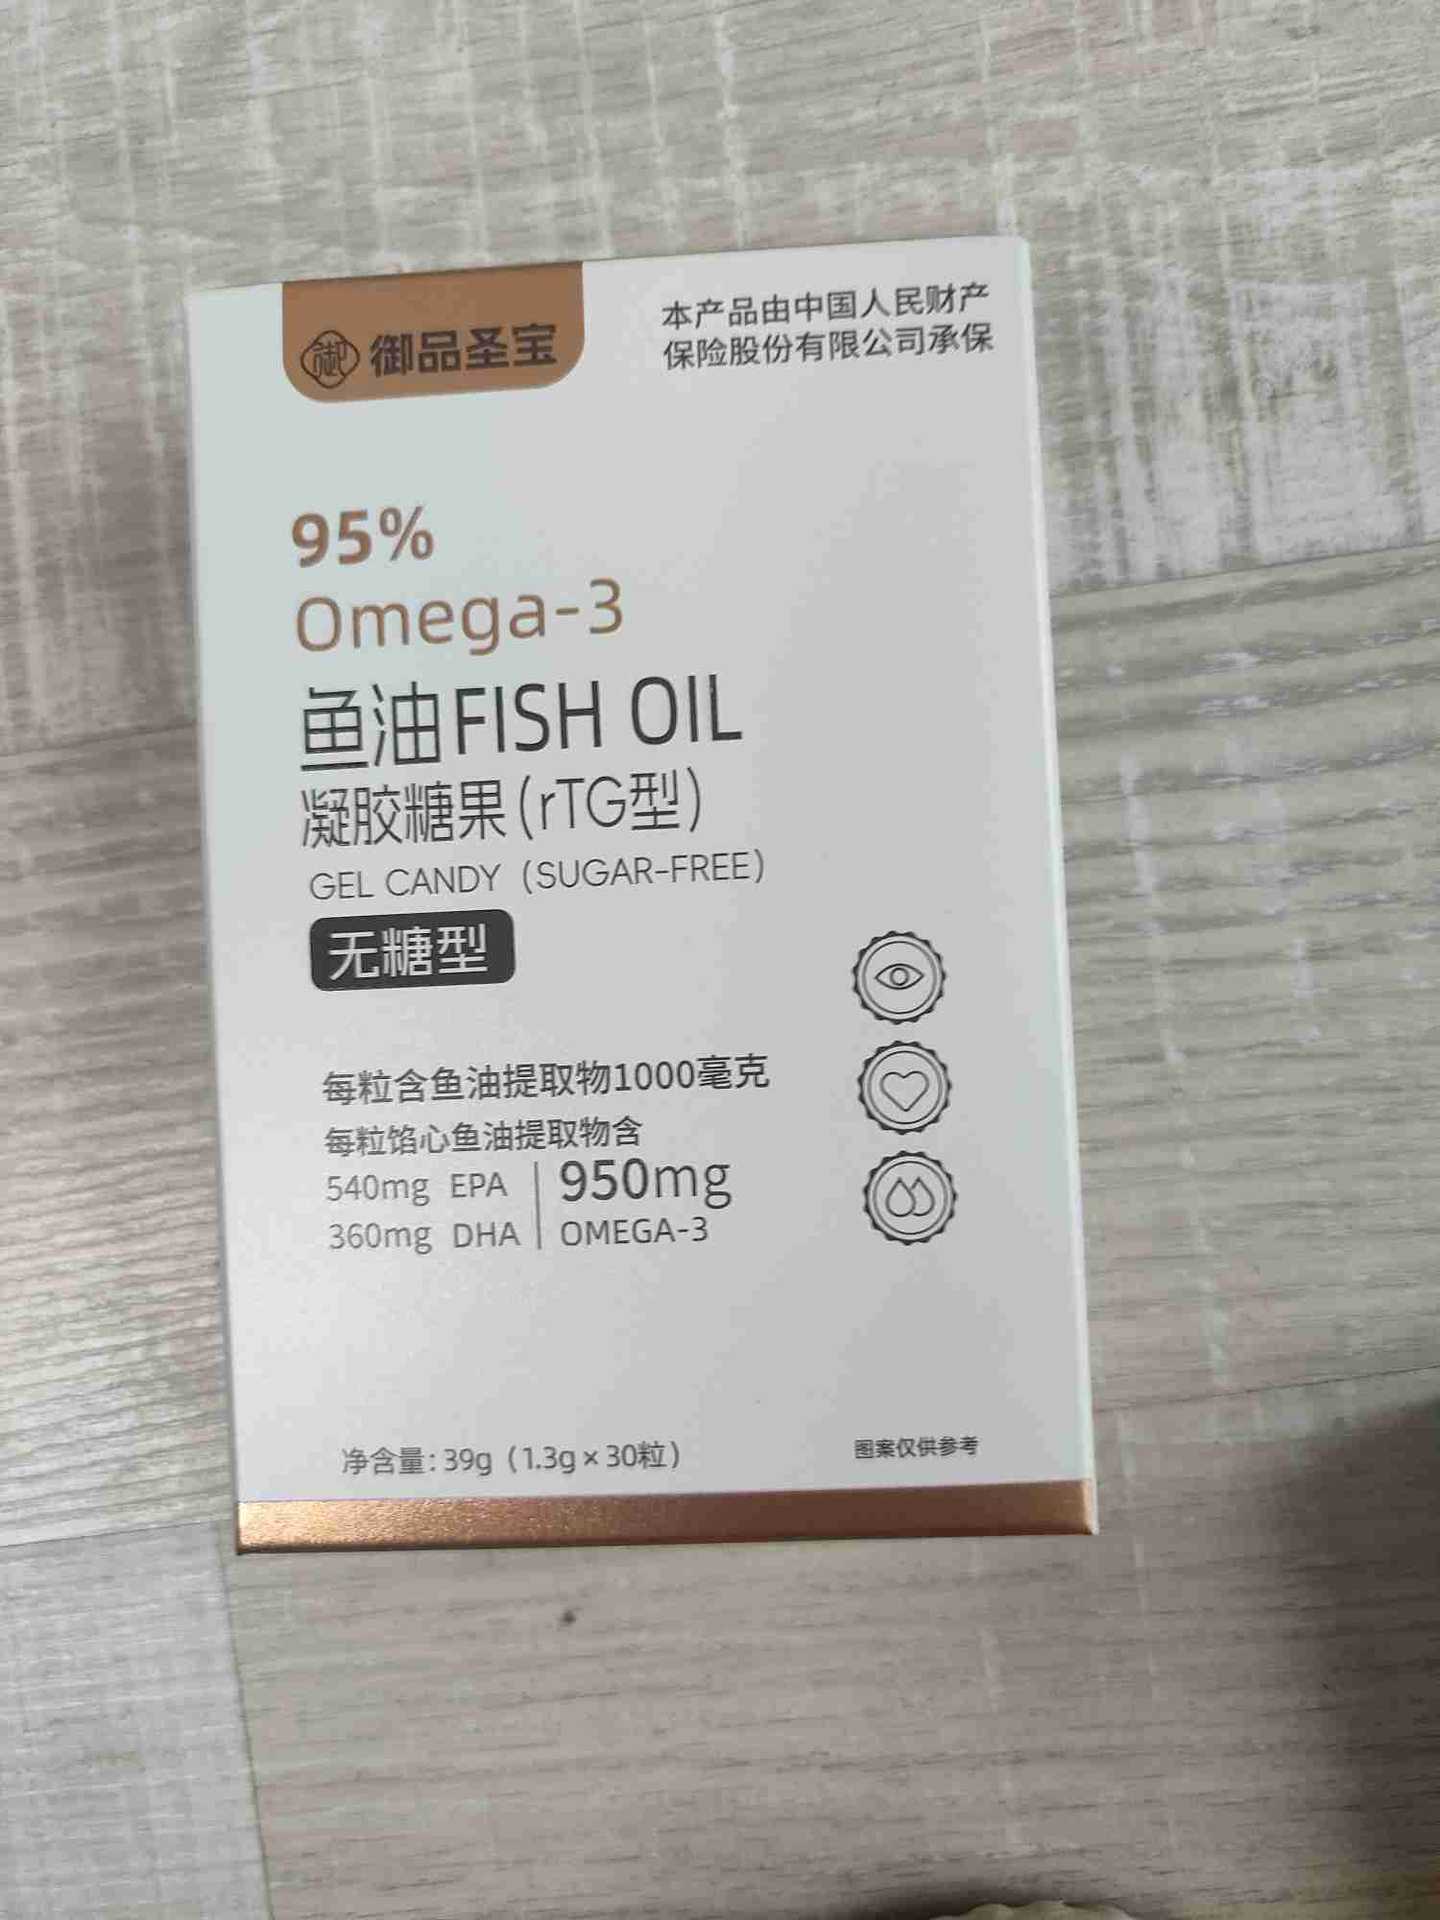 御 御品圣宝
本产品由中国人民财产
保险股份有限公司承保
95%
Omega-3
鱼油FISH OIL
凝胶糖果(rTG型)
GEL CANDY (SUGAR-FREE)
无糖型
每粒含鱼油提取物1000毫克
每粒馅心鱼油提取物含
540mg EPA 950mg
360mg DHA OMEGA-3
净含量:39g(1.3g×30粒)
图案仅供参考